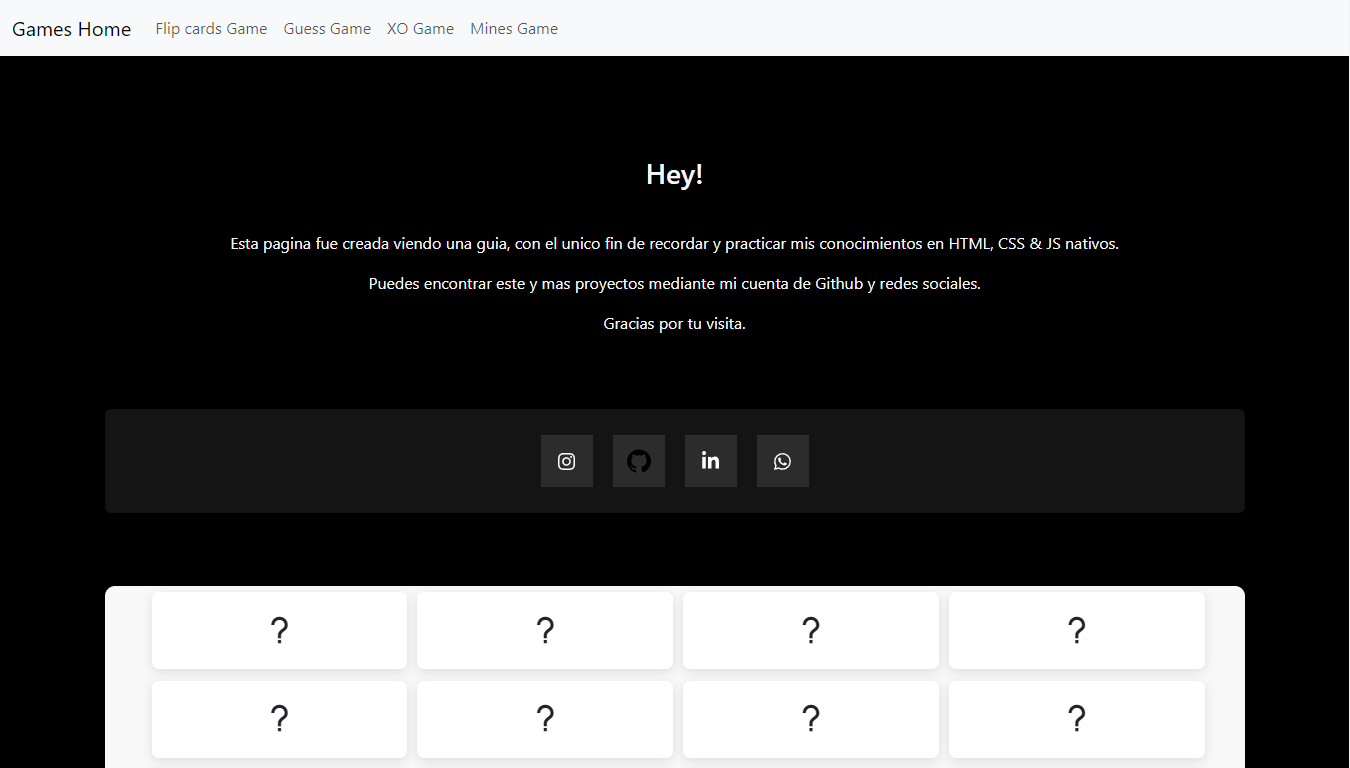 Games Home Flip cards Game Guess Game XO Game Mines Game
Hey!
Esta pagina fue creada viendo una guia, con el unico fin de recordar y practicar mis conocimientos en HTML, CSS & JS nativos.
Puedes encontrar este y mas proyectos mediante mi cuenta de Github y redes sociales.
Gracias por tu visita.
? ? ? ?
? ? ? ?